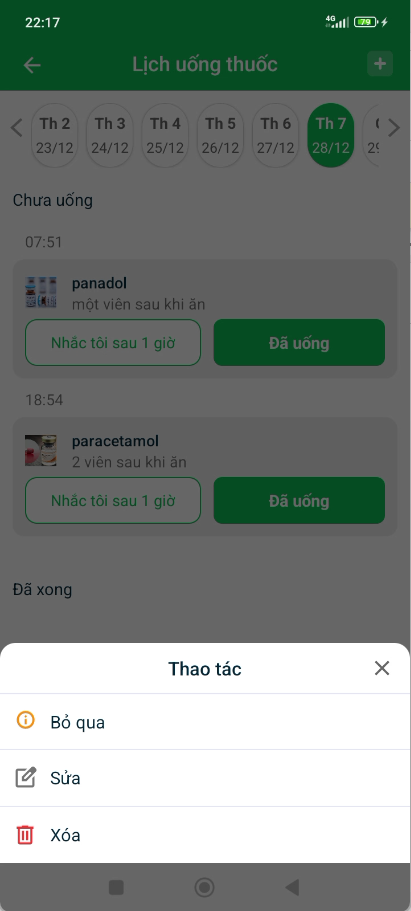 22:17
4G
79
Lịch uống thuốc
Th 2 Th 3 Th 4 Th 5 Th 6 Th 7
23/12 24/12 25/12 26/12 27/12 28/12 29
Chưa uống
07:51
panadol
một viên sau khi ăn
Nhắc tôi sau 1 giờ Đã uống
18:54
paracetamol
2 viên sau khi ăn
Nhắc tôi sau 1 giờ Đã uống
Đã xong
Thao tác
Bỏ qua
Sửa
Xóa